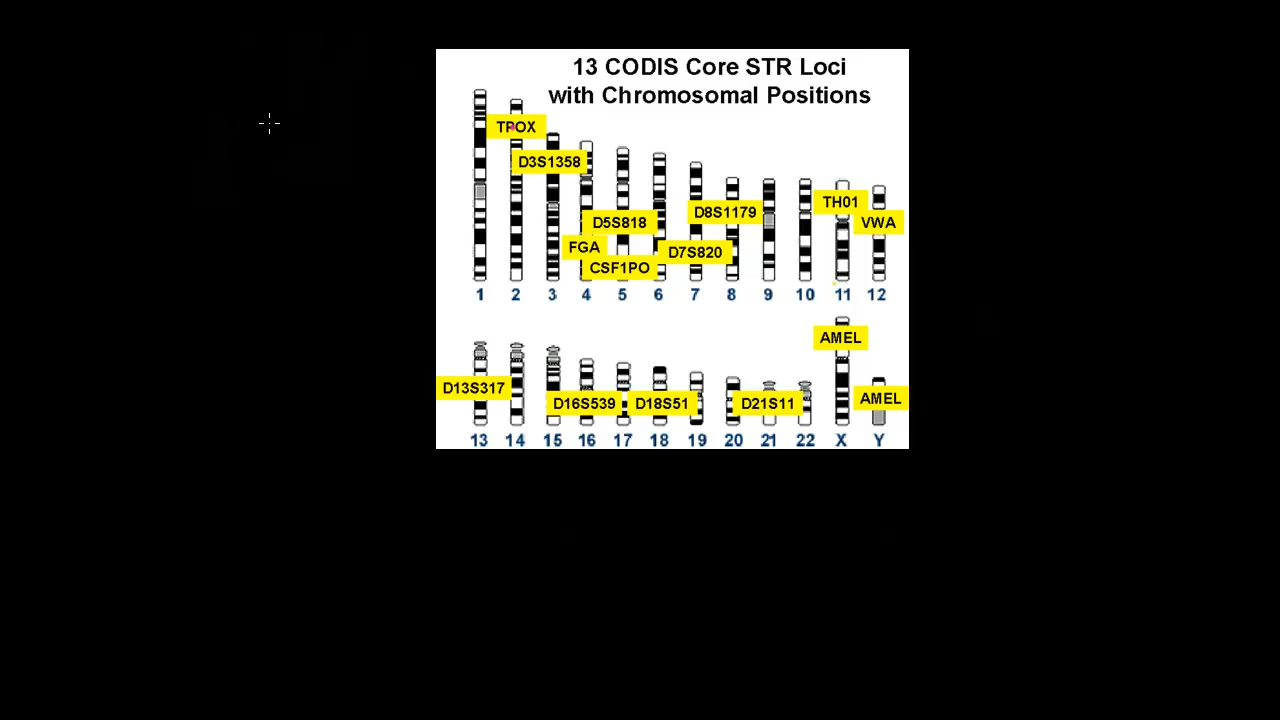 13 CODIS Core STR Loci
with Chromosomal Positions
TPOX
D3S1358
TH01
D8S1179
D5S818
VWA
FGA
D7S820
CSF1PO
1 2 3 4 5 6 7 8 9 10 11 12
AMEL
D13S317
AMEL
D16S539
D18S51
D21S11
13 14 15 16 17 18 19 20 21 22 X Y